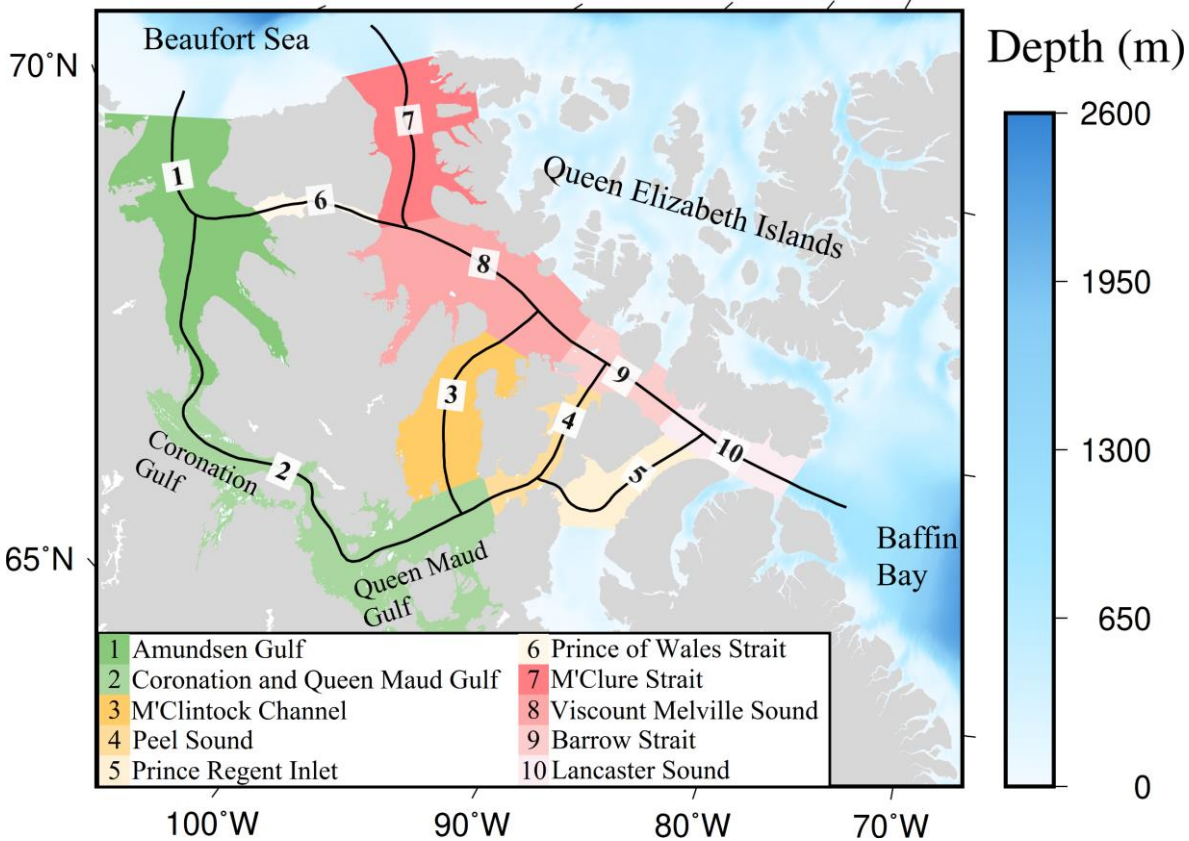 Beaufort Sea
Depth (m)
70°N
2600
7
1
Queen Elizabeth Islands
6
8
1950
9
3
4
10
1300
Coronation
Gulf
2
5
Baffin
Bay
65°N
Queen Maud
Gulf
650
1 Amundsen Gulf
2 Coronation and Queen Maud Gulf
3 M'Clintock Channel
4 Peel Sound
5 Prince Regent Inlet
6 Prince of Wales Strait
7 M'Clure Strait
8 Viscount Melville Sound
9 Barrow Strait
10 Lancaster Sound
0
100°W
90°W
80°W
70°W